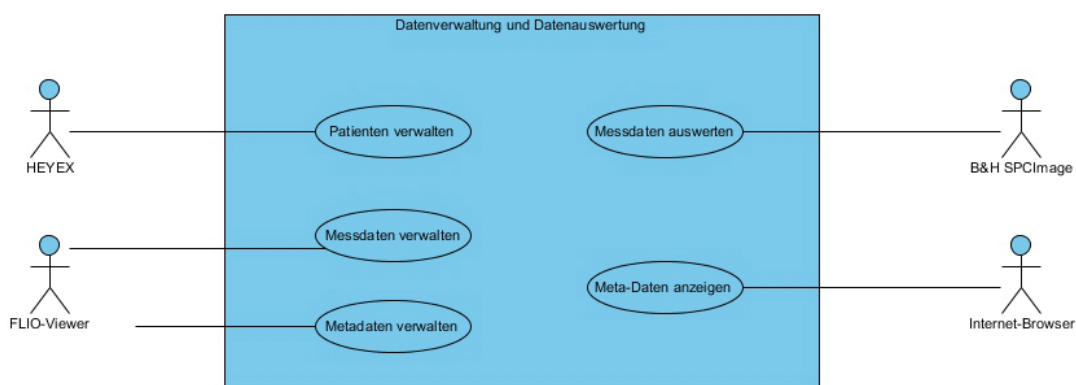 Datenverwaltung und Datenauswertung
Patienten verwalten
Messdaten auswerten
HEYEX
B&H SPCImage
Messdaten verwalten
Meta-Daten anzeigen
FLIO-Viewer
Metadaten verwalten
Internet-Browser